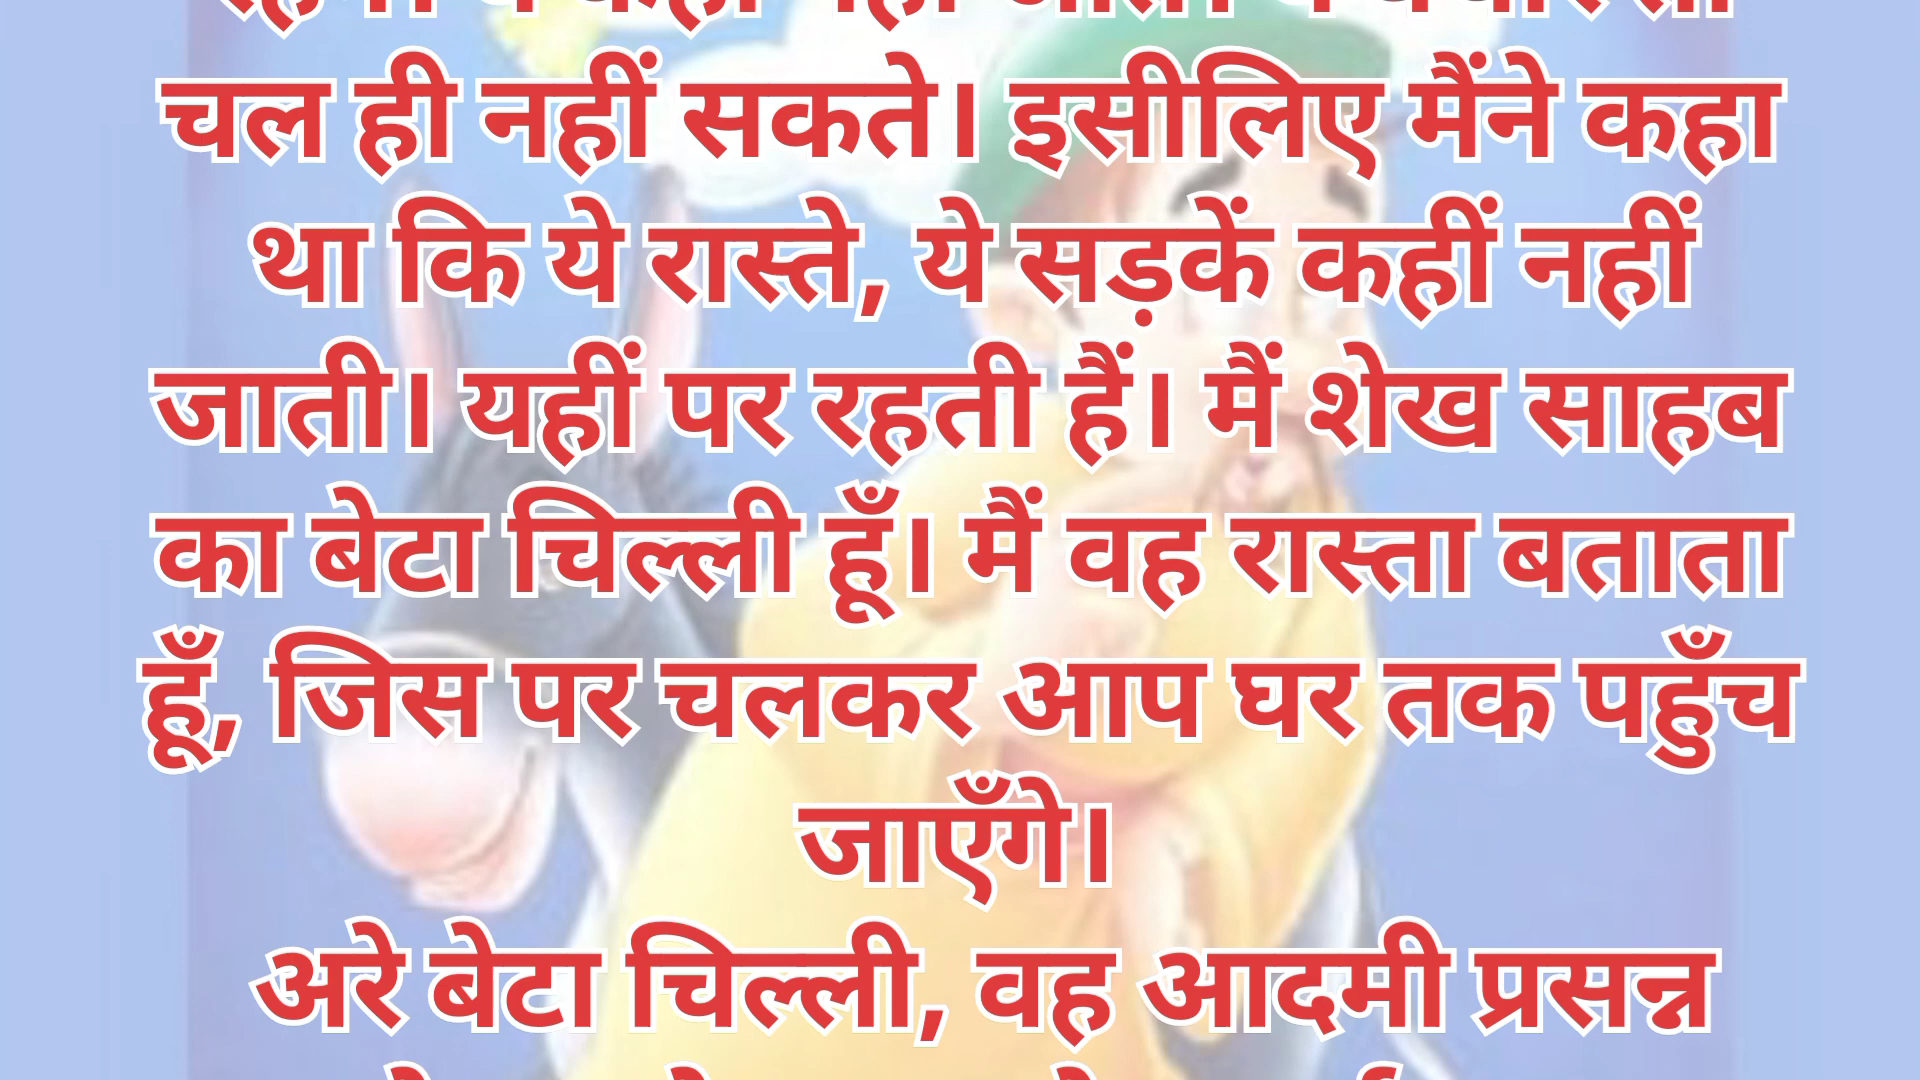 चल ही नहीं सकते। इसीलिए मैंने कहा
था कि ये रास्ते, ये सड़कें कहीं नहीं
जाती। यहीं पर रहती हैं। मैं शेख साहब
का बेटा चिल्ली हूँ। मैं वह रास्ता बताता
हूँ, जिस पर चलकर आप घर तक पहुँच
जाएँगे।
अरे बेटा चिल्ली, वह आदमी प्रसन्न